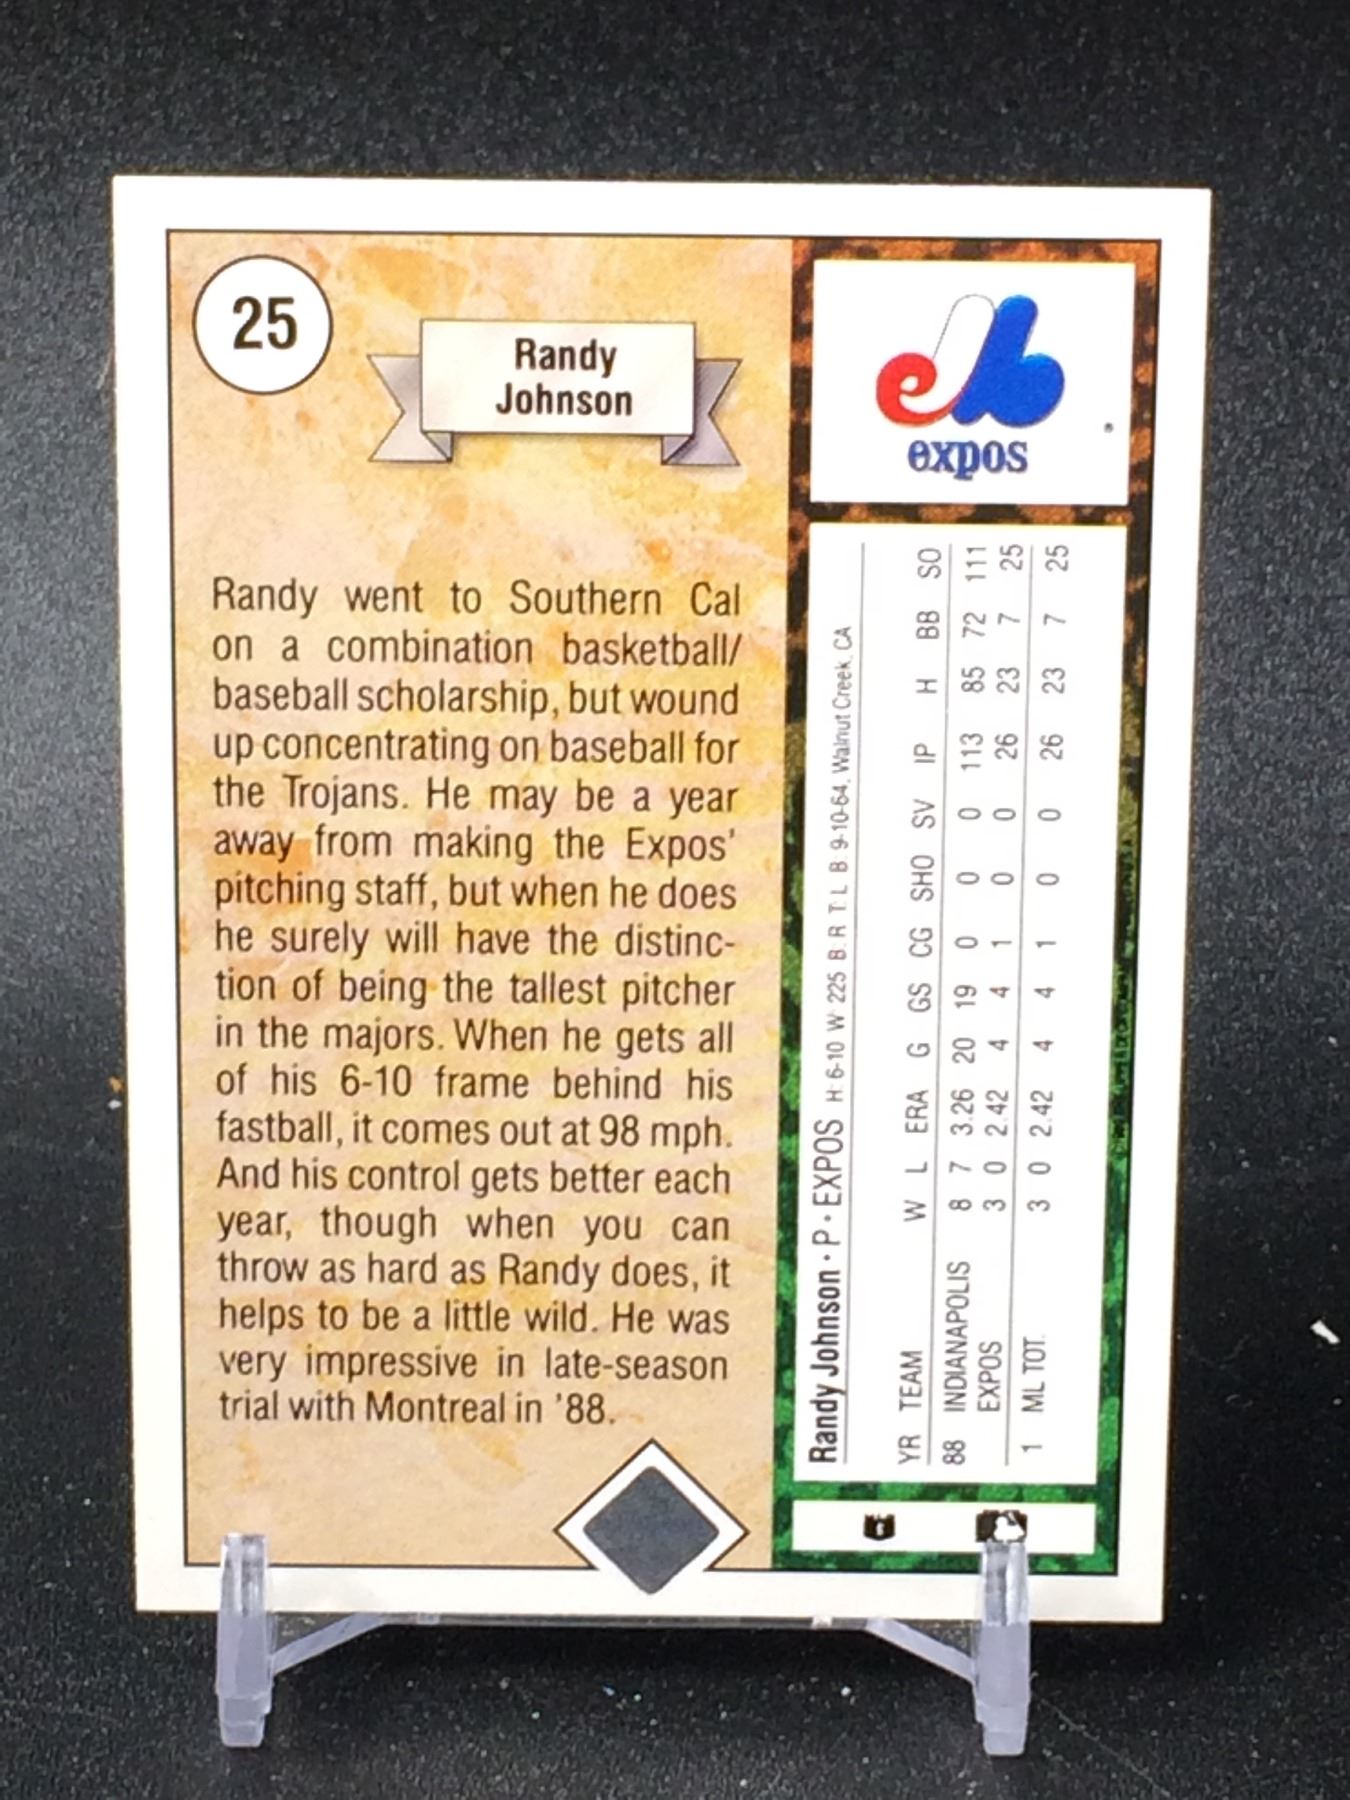 25
Randy
Johnson
Randy went to Southern Cal
on a combination basketball/
baseball scholarship, but wound
up concentrating on baseball for
the Trojans. He may be a year
away from making the Expos'
pitching staff, but when he does
he surely will have the distinc-
tion of being the tallest pitcher
in the majors. When he gets all
of his 6-10 frame behind his
fastball, it comes out at 98 mph.
And his control gets better each
year, though when you can
throw as hard as Randy does, it
helps to be a little wild. He was
very impressive in late-season
trial with Montreal in '88.
expos
Randy Johnson • P • EXPOS H: 6-10 W: 225 B: R T: L B: 9-10-64, Walnut Creek, CA
YR TEAM W L ERA G GS CG SHO SV IP H BB SO
88 INDIANAPOLIS 8 7 3.26 20 19 0 0 0 113 85 72 111
EXPOS 3 0 2.42 4 4 1 0 0 26 23 7 25
1 ML TOT. 3 0 2.42 4 4 1 0 0 26 23 7 25